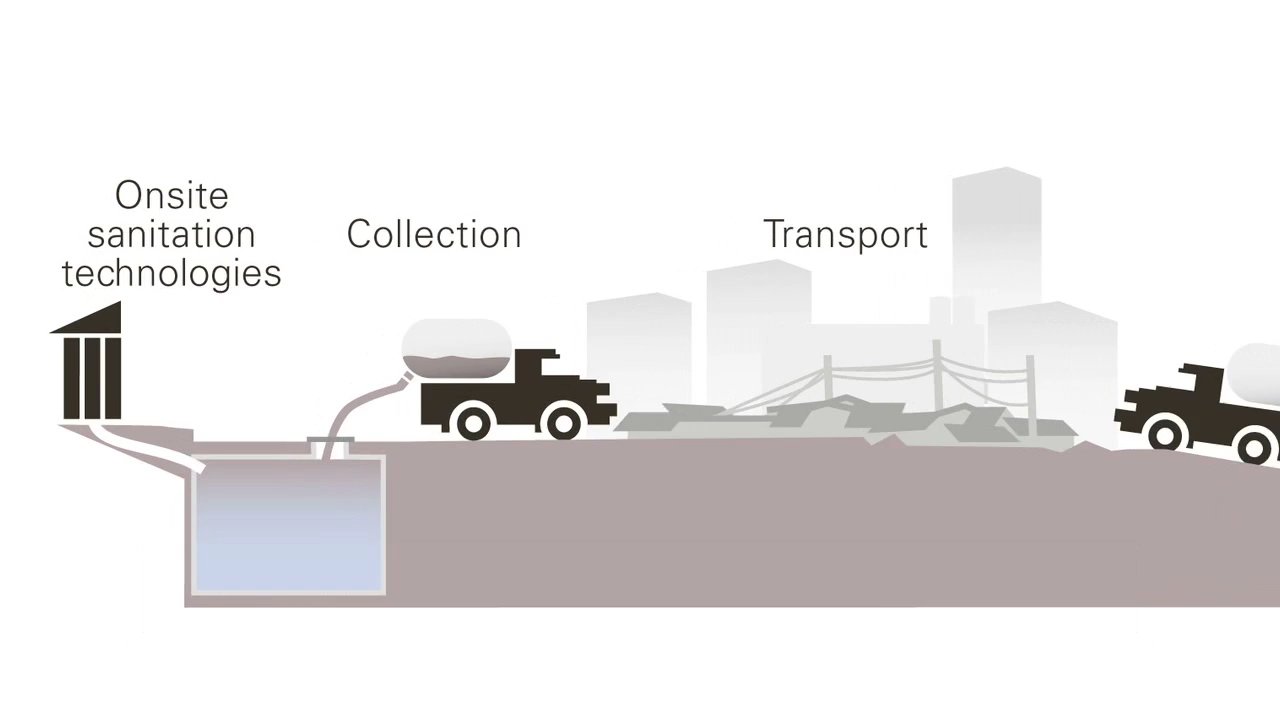 Onsite
sanitation
technologies
Collection
Transport